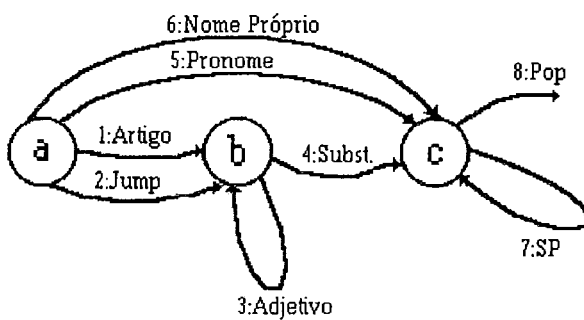 6:Nome Próprio
5:Pronome
8:Pop
a
1:Artigo
b
4:Subst.
c
2:Jump
7:SP
3:Adjetivo